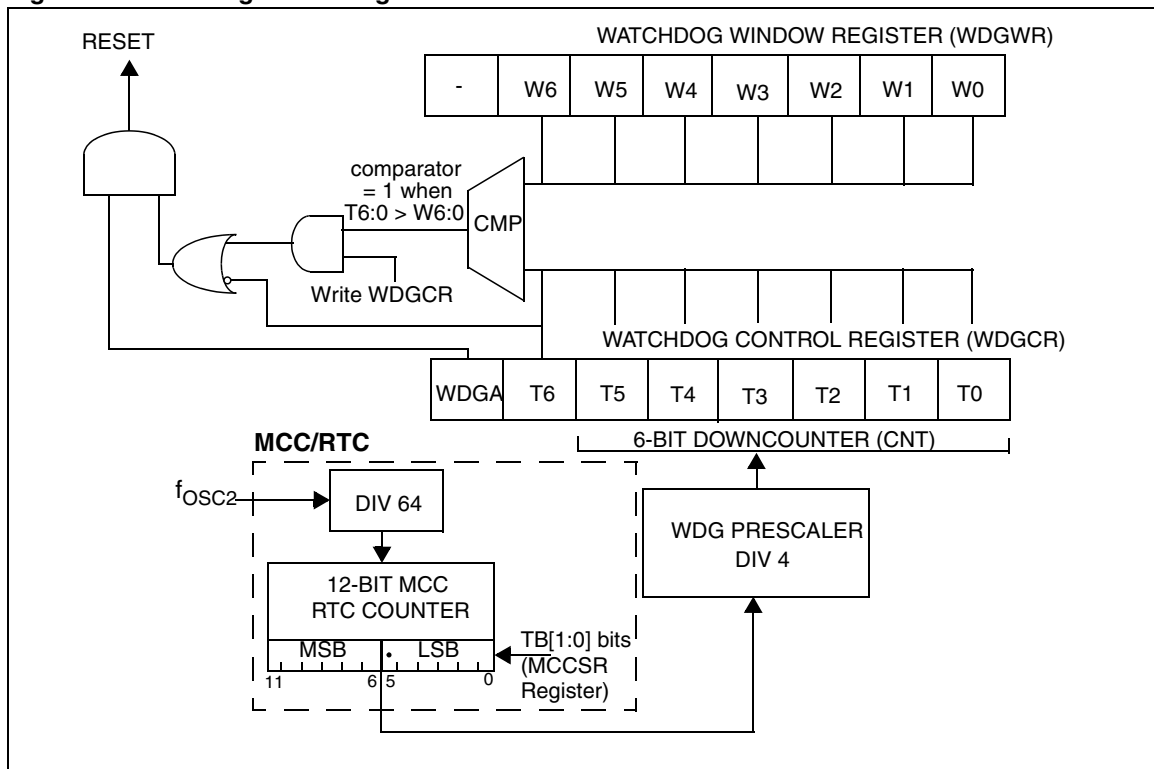 RESET
WATCHDOG WINDOW REGISTER (WDGWR)
- W6 W5 W4 W3 W2 W1 W0
comparator
= 1 when
T6:0 > W6:0
CMP
Write WDGCR
WATCHDOG CONTROL REGISTER (WDGCR)
WDGA T6 T5 T4 T3 T2 T1 T0
6-BIT DOWNCOUNTER (CNT)
MCC/RTC
fOSC2
DIV 64
WDG PRESCALER
DIV 4
12-BIT MCC
RTC COUNTER
MSB LSB
11 6 5 0
TB[1:0] bits
(MCCSR
Register)